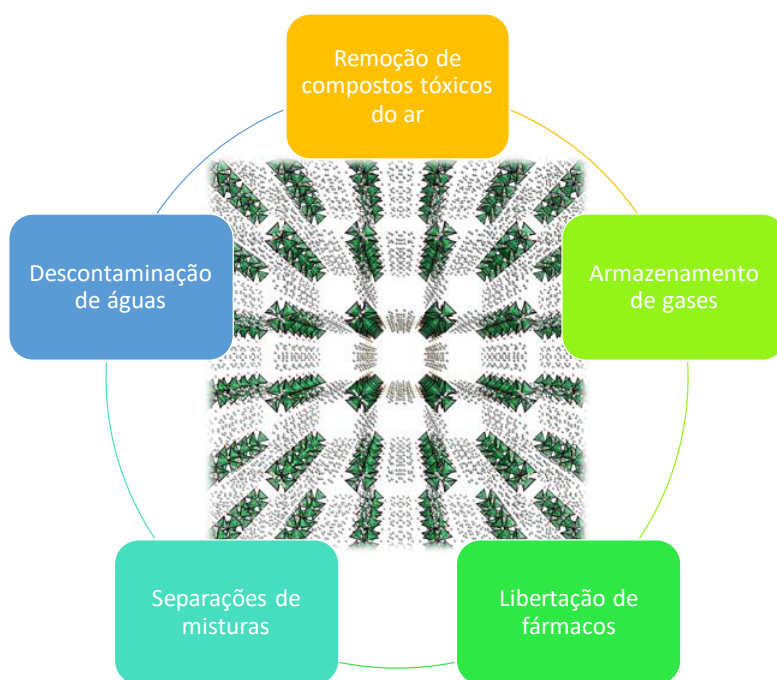 Remoção de
compostos tóxicos
do ar
Armazenamento
de gases
Libertação de
fármacos
Separações de
misturas
Descontaminação
de águas